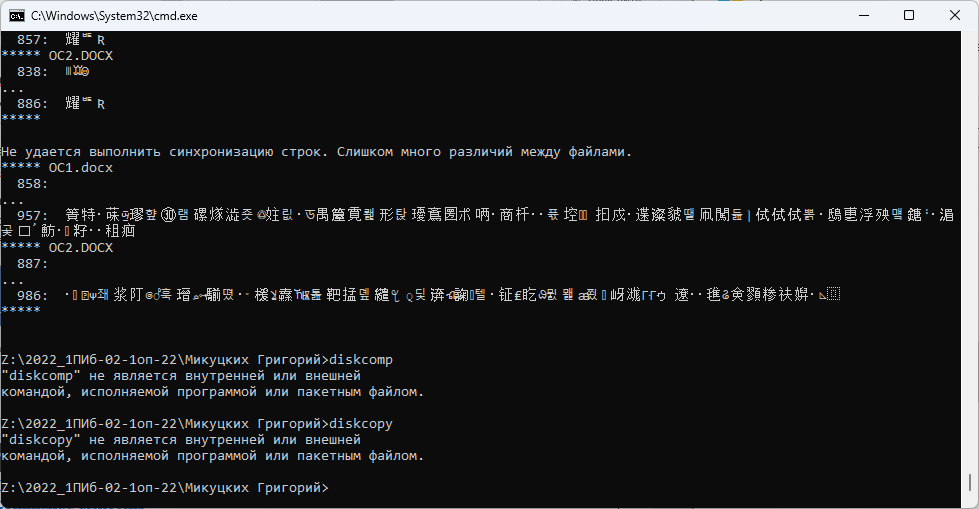 C:\Windows\System32\cmd.exe
857: 耀 R
***** OC2.DOCX
838:
...
886: 耀 R
*****
Не удается выполнить синхронизацию строк. Слишком много различий между файлами.
***** OC1.docx
858:
...
957:
***** OC2.DOCX
887:
...
986:
*****
Z:\2022_1ПИб-02-1оп-22\Микуцких Григорий>diskcomp
"diskcomp" не является внутренней или внешней
командой, исполняемой программой или пакетным файлом.
Z:\2022_1ПИб-02-1оп-22\Микуцких Григорий>diskcopy
"diskcopy" не является внутренней или внешней
командой, исполняемой программой или пакетным файлом.
Z:\2022_1ПИб-02-1оп-22\Микуцких Григорий>